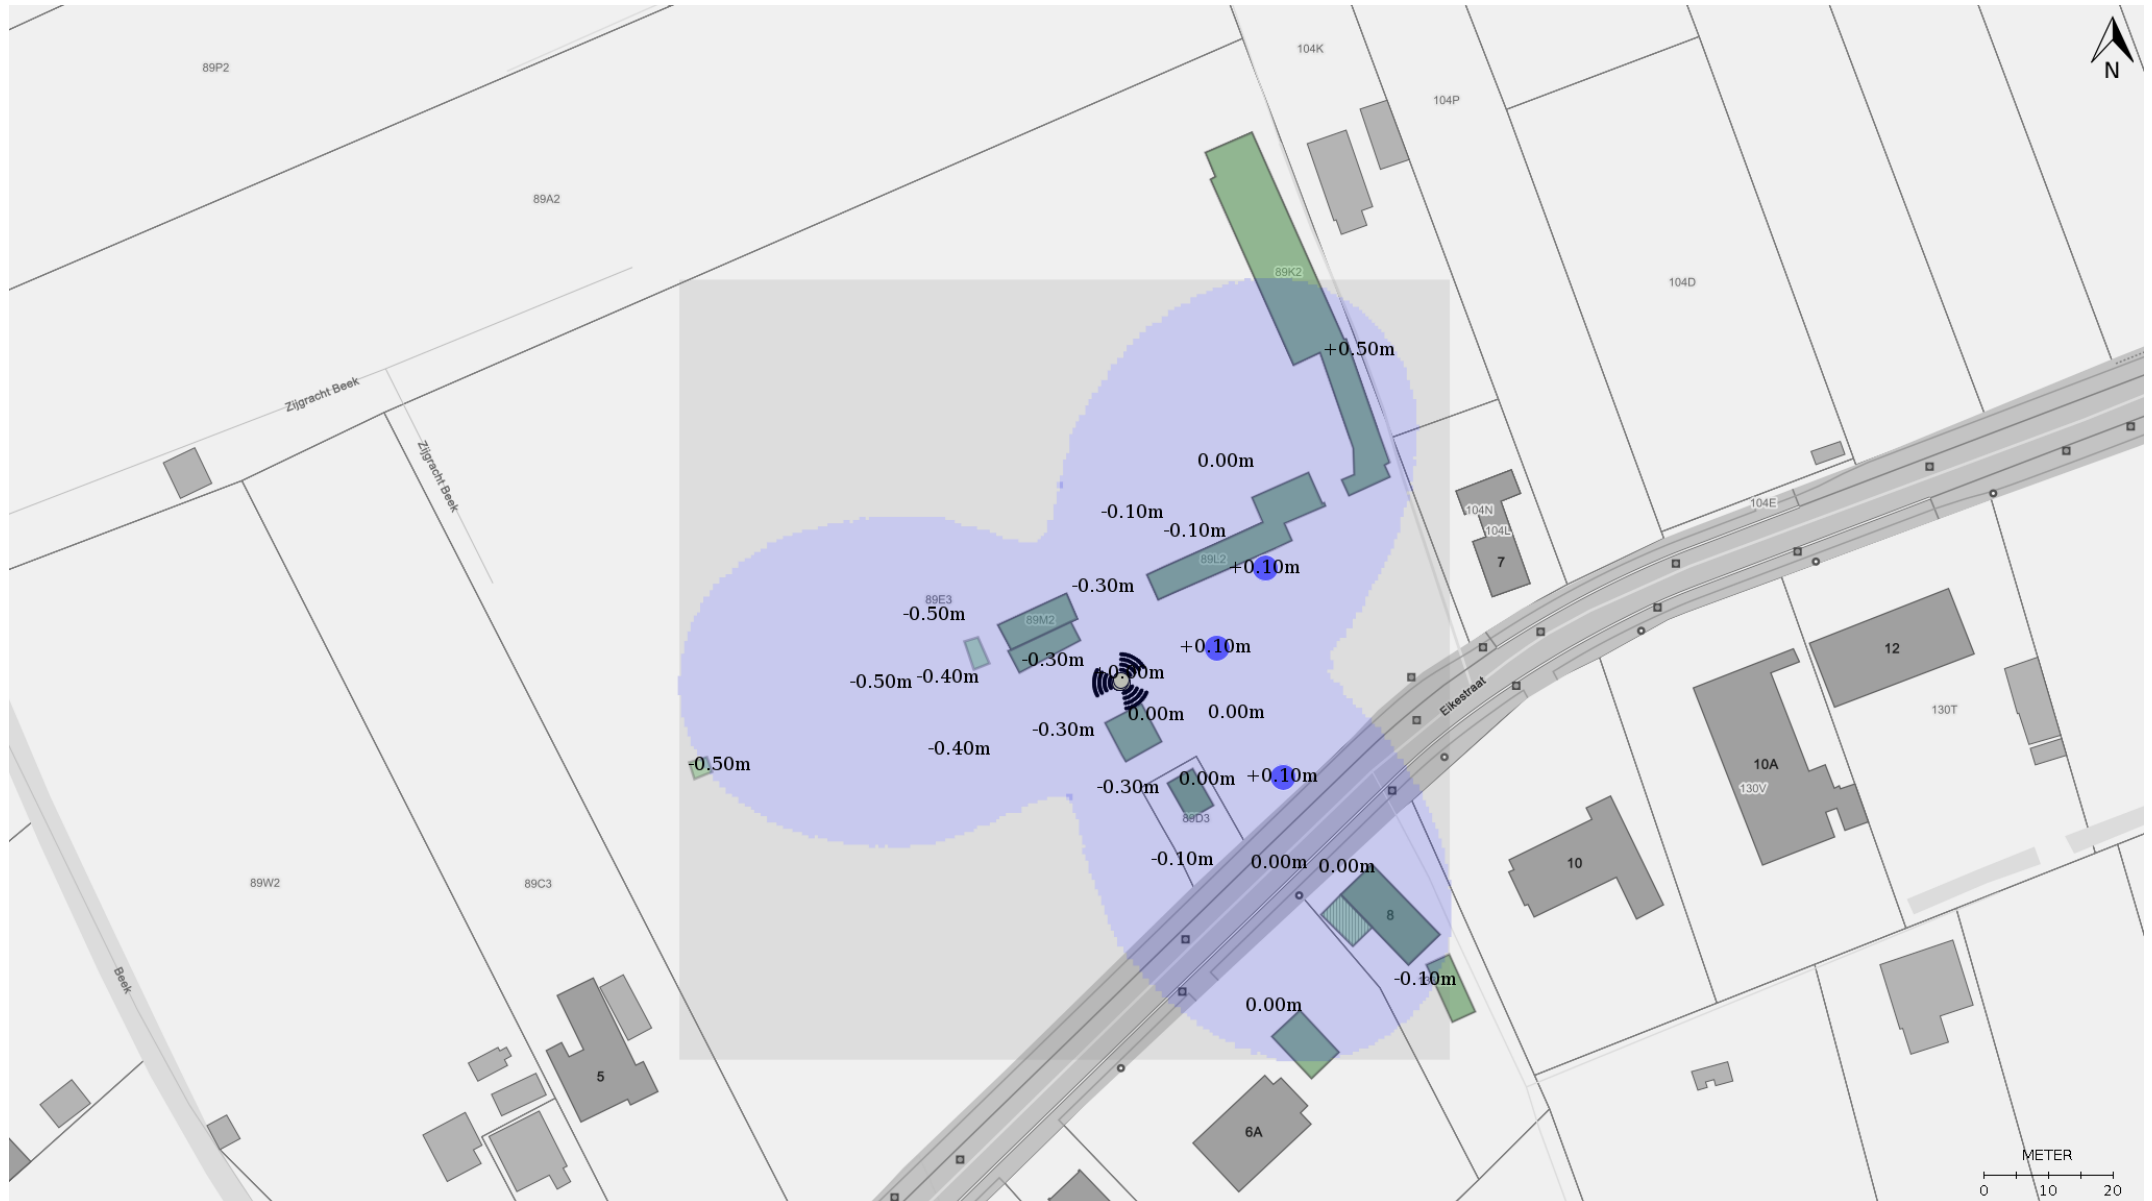 104K
N
89P2
104P
89A2
89K2
104D
+0.50m
Zijgracht Beek
Zijgracht Beek
0.00m
-0.10m
-0.10m
104E
104N
104L
89L2
7
+0.10m
-0.30m
89E3
-0.50m
89M2
+0.10m
12
-0.30m
-0.40m
-0.50m
Eikestraat
130T
0.00m
0.00m
-0.30m
-0.40m
-0.50m
10A
130V
-0.30m
0.00m
+0.10m
89D3
-0.10m
0.00m
0.00m
10
89W2
89C3
8
Beek
-0.10m
0.00m
5
6A
METER
0 10 20